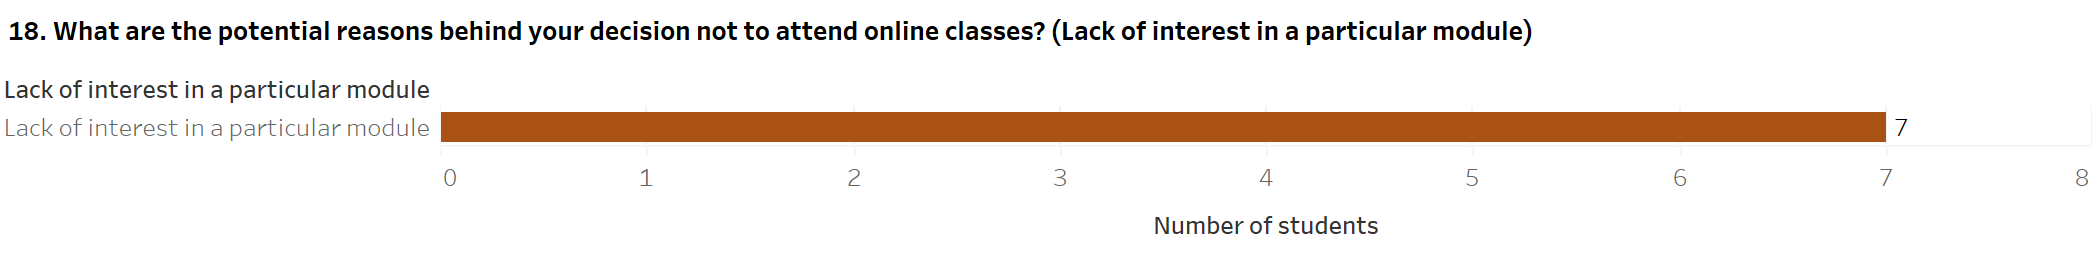 18. What are the potential reasons behind your decision not to attend online classes? (Lack of interest in a particular module)
Lack of interest in a particular module
Lack of interest in a particular module
7
0 1 2 3 4 5 6 7 8
Number of students